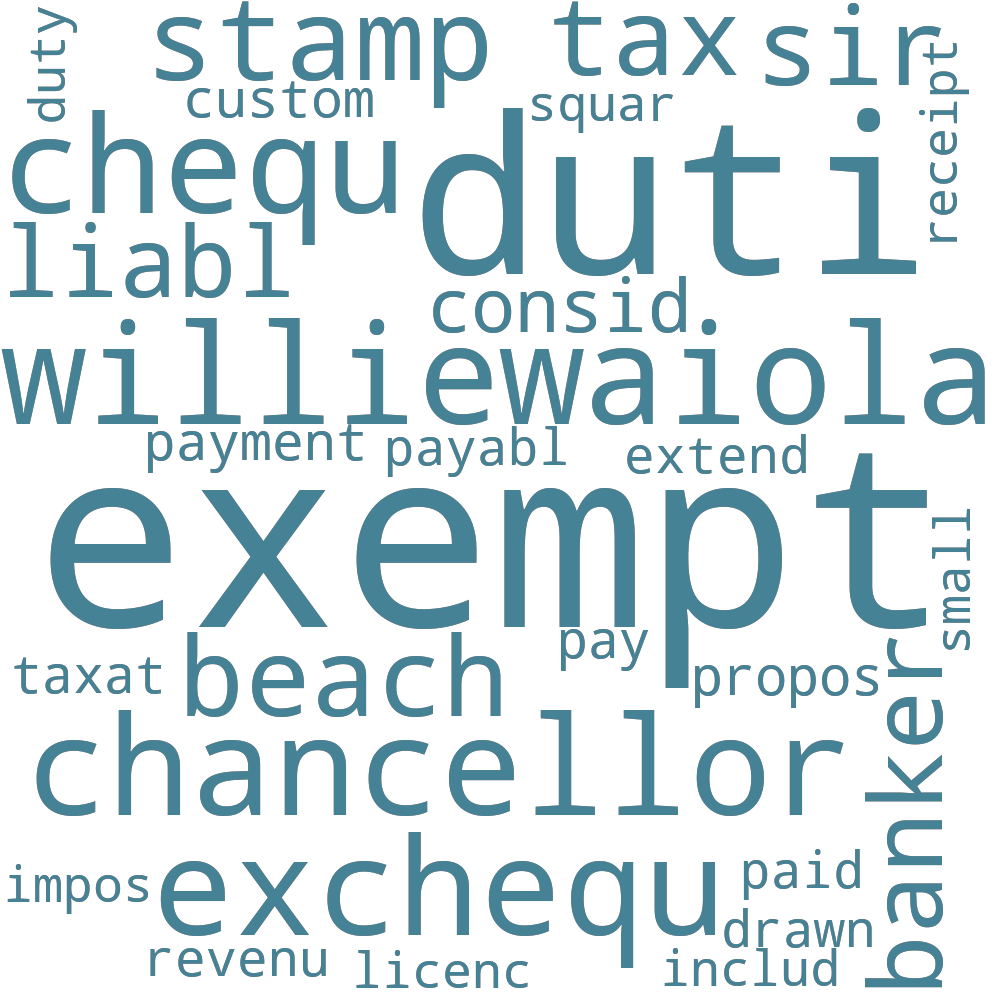 duty
stamp
tax
sir
receipt
custom
squar
chequ
duti
liabl
consid
williewaiola
payment
payabl
extend
exempt
small
pay
taxat
beach
propos
banker
chancellor
exchequ
impos
paid
drawn
revenu
licenc
includ